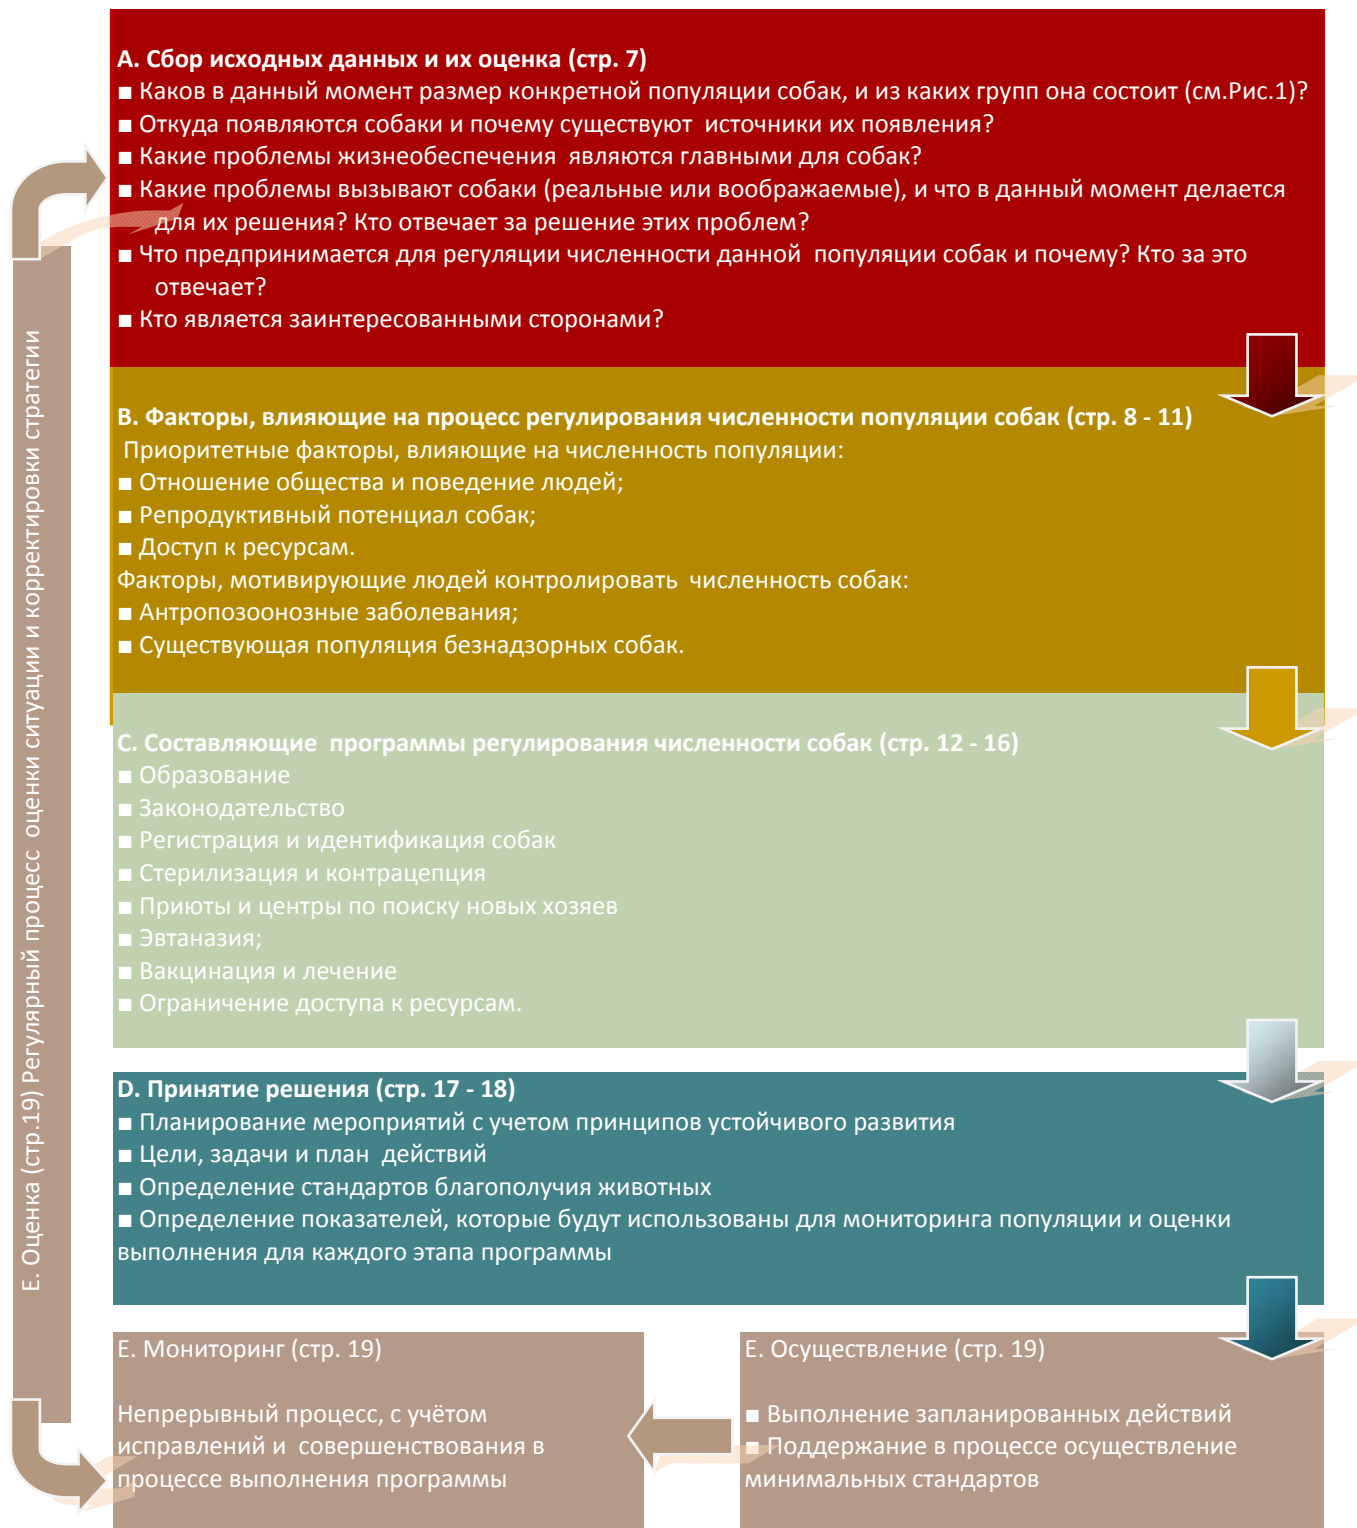 A. Сбор исходных данных и их оценка (стр. 7)
■ Каков в данный момент размер конкретной популяции собак, и из каких групп она состоит (см.Рис.1)?
■ Откуда появляются собаки и почему существуют источники их появления?
■ Какие проблемы жизнеобеспечения являются главными для собак?
■ Какие проблемы вызывают собаки (реальные или воображаемые), и что в данный момент делается
для их решения? Кто отвечает за решение этих проблем?
■ Что предпринимается для регуляции численности данной популяции собак и почему? Кто за это
отвечает?
■ Кто является заинтересованными сторонами?
B. Факторы, влияющие на процесс регулирования численности популяции собак (стр. 8 - 11)
Приоритетные факторы, влияющие на численность популяции:
■ Отношение общества и поведение людей;
■ Репродуктивный потенциал собак;
■ Доступ к ресурсам.
Факторы, мотивирующие людей контролировать численность собак:
■ Антропозоонозные заболевания;
■ Существующая популяция безнадзорных собак.
C. Составляющие программы регулирования численности собак (стр. 12 - 16)
■ Образование
■ Законодательство
■ Регистрация и идентификация собак
■ Стерилизация и контрацепция
■ Приюты и центры по поиску новых хозяев
■ Эвтаназия;
■ Вакцинация и лечение
■ Ограничение доступа к ресурсам.
D. Принятие решения (стр. 17 - 18)
■ Планирование мероприятий с учетом принципов устойчивого развития
■ Цели, задачи и план действий
■ Определение стандартов благополучия животных
■ Определение показателей, которые будут использованы для мониторинга популяции и оценки
выполнения для каждого этапа программы
E. Осуществление (стр. 19)
■ Выполнение запланированных действий
■ Поддержание в процессе осуществление
минимальных стандартов
E. Мониторинг (стр. 19)
Непрерывный процесс, с учётом
исправлений и совершенствования в
процессе выполнения программы
E. Оценка (стр.19) Регулярный процесс оценки ситуации и корректировки стратегии